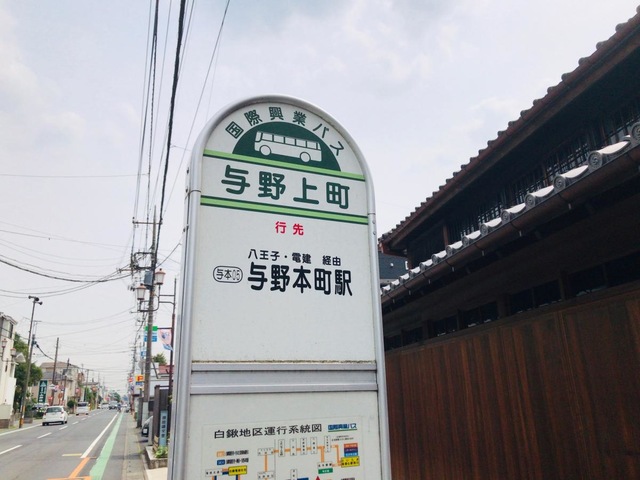 国際興業バス
与野上町
行先
八王子・電建 経由
与本05 与野本町駅
白鍬地区運行系統図 国際興業バス